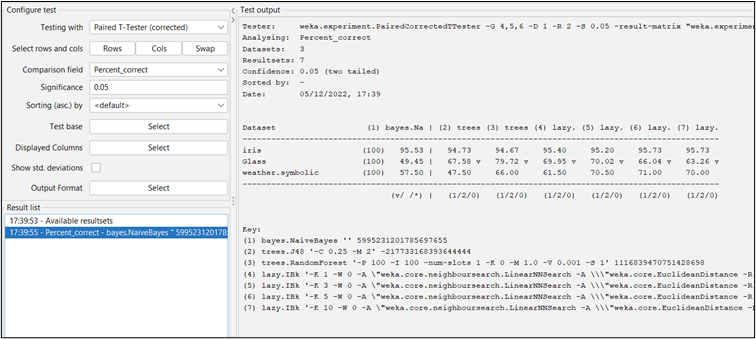 Configure test
Testing with Paired T-Tester (corrected)
Select rows and cols Rows Cols Swap
Comparison field Percent_correct
Significance 0.05
Sorting (asc.) by <default>
Test base Select
Displayed Columns Select
Show std. deviations
Output Format Select
Result list
17:39:53 - Available resultsets
17:39:55 - Percent_correct - bayes.NaiveBayes '' 599523120178
Test output
Tester: weka.experiment.PairedCorrectedTTester -G 4,5,6 -D 1 -R 2 -S 0.05 -result-matrix "weka.experimen
Analysing: Percent_correct
Datasets: 3
Resultsets: 7
Confidence: 0.05 (two tailed)
Sorted by: -
Date: 05/12/2022, 17:39
Dataset (1) bayes.Na | (2) trees (3) trees (4) lazy. (5) lazy. (6) lazy. (7) lazy.
iris (100) 95.53 | 94.73 94.67 95.40 95.20 95.73 95.73
Glass (100) 49.45 | 67.58 v 79.72 v 69.95 v 70.02 v 66.04 v 63.26 v
weather.symbolic (100) 57.50 | 47.50 66.00 61.50 70.50 71.00 70.00
(v/ /*) | (1/2/0) (1/2/0) (1/2/0) (1/2/0) (1/2/0) (1/2/0)
Key:
(1) bayes.NaiveBayes '' 5995231201785697655
(2) trees.J48 '-C 0.25 -M 2' -217733168393644444
(3) trees.RandomForest '-P 100 -I 100 -num-slots 1 -K 0 -M 1.0 -V 0.001 -S 1' 1116839470751428698
(4) lazy.IBk '-K 1 -W 0 -A \"weka.core.neighboursearch.LinearNNSearch -A \\\"weka.core.EuclideanDistance -R
(5) lazy.IBk '-K 3 -W 0 -A \"weka.core.neighboursearch.LinearNNSearch -A \\\"weka.core.EuclideanDistance -R
(6) lazy.IBk '-K 5 -W 0 -A \"weka.core.neighboursearch.LinearNNSearch -A \\\"weka.core.EuclideanDistance -R
(7) lazy.IBk '-K 10 -W 0 -A \"weka.core.neighboursearch.LinearNNSearch -A \\\"weka.core.EuclideanDistance -